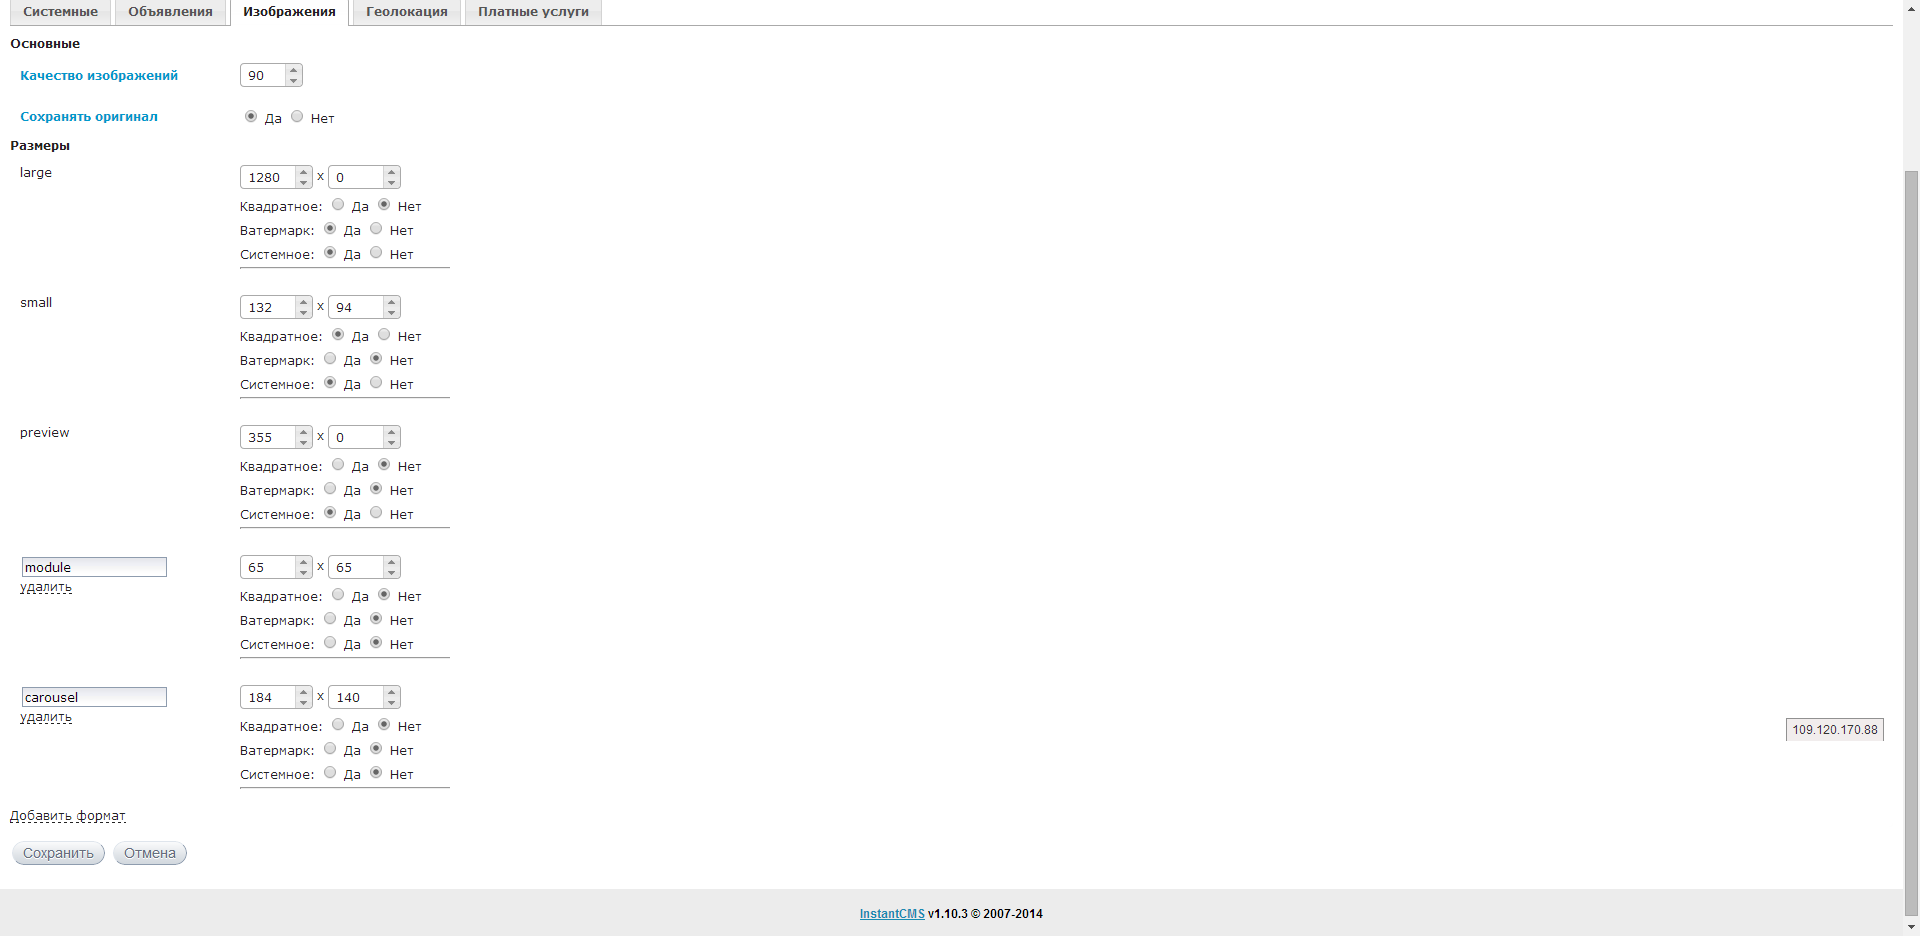 Системные Объявления Изображения Геолокация Платные услуги
Основные
Качество изображений 90
Сохранять оригинал Да Нет
Размеры
large 1280 x 0
Квадратное: Да Нет
Ватермарк: Да Нет
Системное: Да Нет
small 132 x 94
Квадратное: Да Нет
Ватермарк: Да Нет
Системное: Да Нет
preview 355 x 0
Квадратное: Да Нет
Ватермарк: Да Нет
Системное: Да Нет
module 65 x 65
удалить
Квадратное: Да Нет
Ватермарк: Да Нет
Системное: Да Нет
carousel 184 x 140
удалить
Квадратное: Да Нет
109.120.170.88
Ватермарк: Да Нет
Системное: Да Нет
Добавить формат
Сохранить Отмена
InstantCMS v1.10.3 © 2007-2014